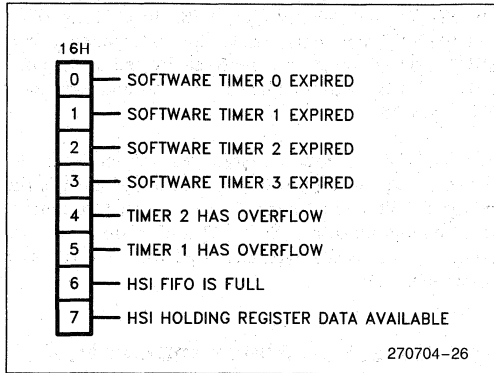 16H
0 SOFTWARE TIMER 0 EXPIRED
1 SOFTWARE TIMER 1 EXPIRED
2 SOFTWARE TIMER 2 EXPIRED
3 SOFTWARE TIMER 3 EXPIRED
4 TIMER 2 HAS OVERFLOW
5 TIMER 1 HAS OVERFLOW
6 HSI FIFO IS FULL
7 HSI HOLDING REGISTER DATA AVAILABLE
270704-26